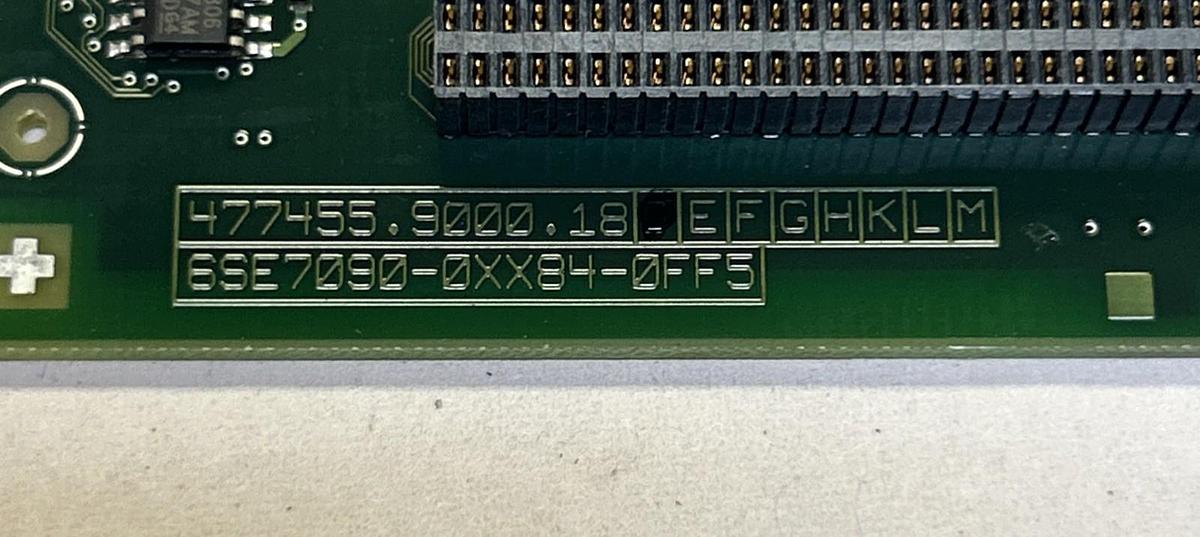 477455.9000.18 E F G H K L M
6SE7090-0XX84-0FF5